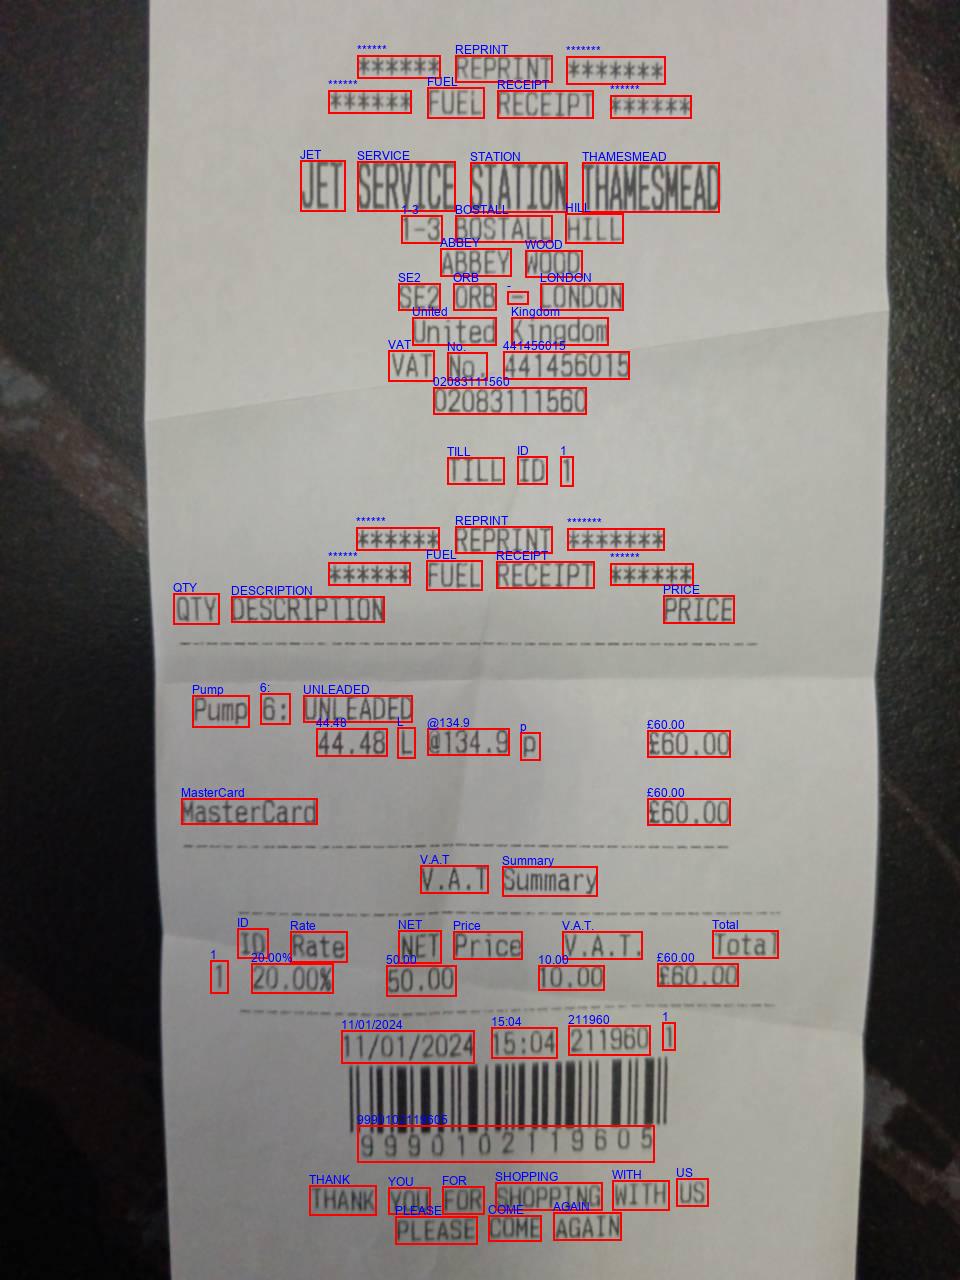 ****** REPRINT *******
****** FUEL RECEIPT ******
JET SERVICE STATION THAMESMEAD
1-3 BOSTALL HILL
ABBEY WOOD
SE2 ORB - LONDON
United Kingdom
VAT No. 441456015
02083111560
TILL ID 1
****** REPRINT *******
****** FUEL RECEIPT ******
QTY DESCRIPTION PRICE
Pump 6: UNLEADED
44.48 L @134.9 p £60.00
MasterCard £60.00
V.A.T Summary
ID Rate NET Price V.A.T. Total
1 20.00% 50.00 10.00 £60.00
11/01/2024 15:04 211960 1
9990102119605
THANK YOU FOR SHOPPING WITH US
PLEASE COME AGAIN